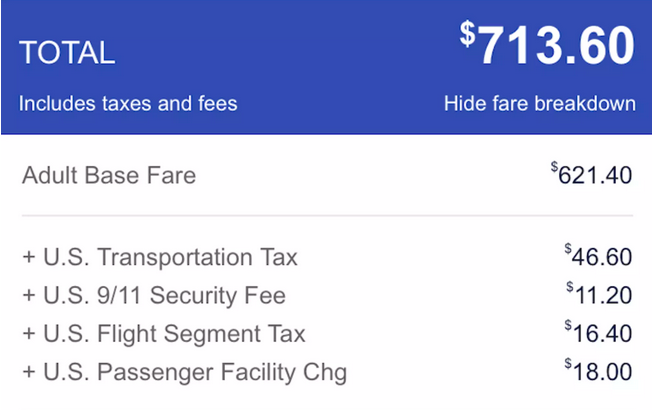 TOTAL $713.60
Includes taxes and fees Hide fare breakdown
Adult Base Fare $621.40
+ U.S. Transportation Tax $46.60
+ U.S. 9/11 Security Fee $11.20
+ U.S. Flight Segment Tax $16.40
+ U.S. Passenger Facility Chg $18.00